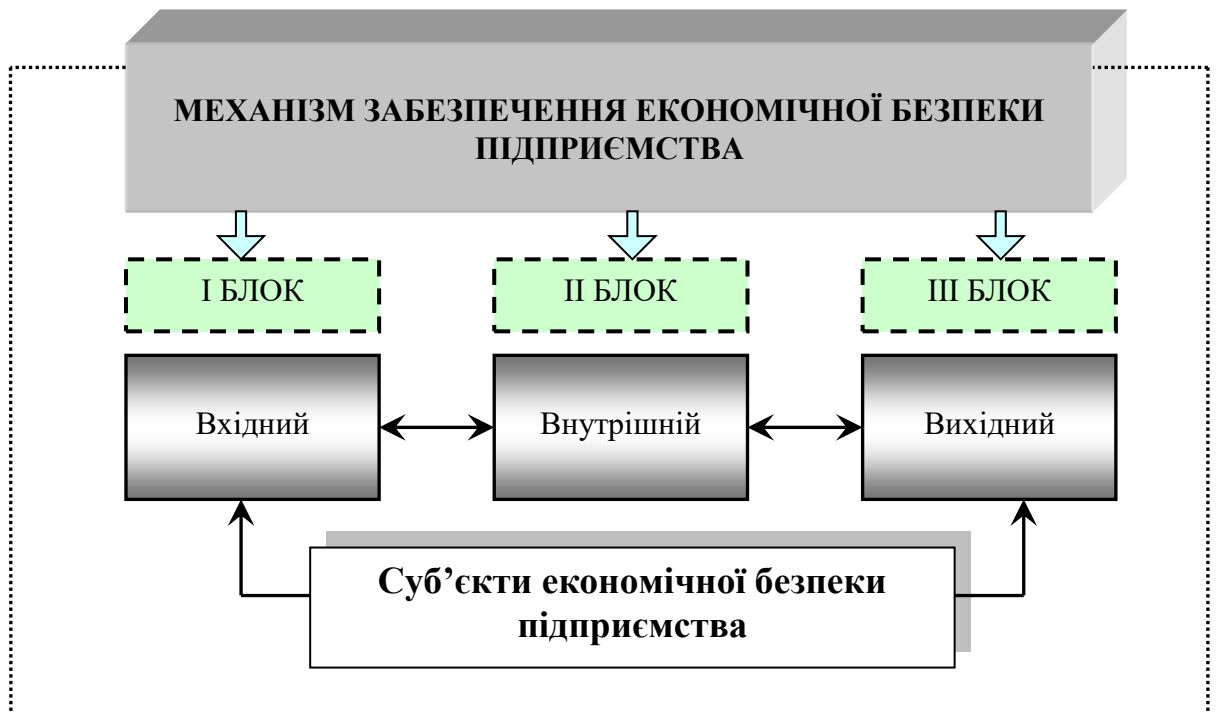 МЕХАНІЗМ ЗАБЕЗПЕЧЕННЯ ЕКОНОМІЧНОЇ БЕЗПЕКИ
ПІДПРИЄМСТВА
І БЛОК
ІІ БЛОК
ІІІ БЛОК
Вхідний
Внутрішній
Вихідний
Суб’єкти економічної безпеки
підприємства